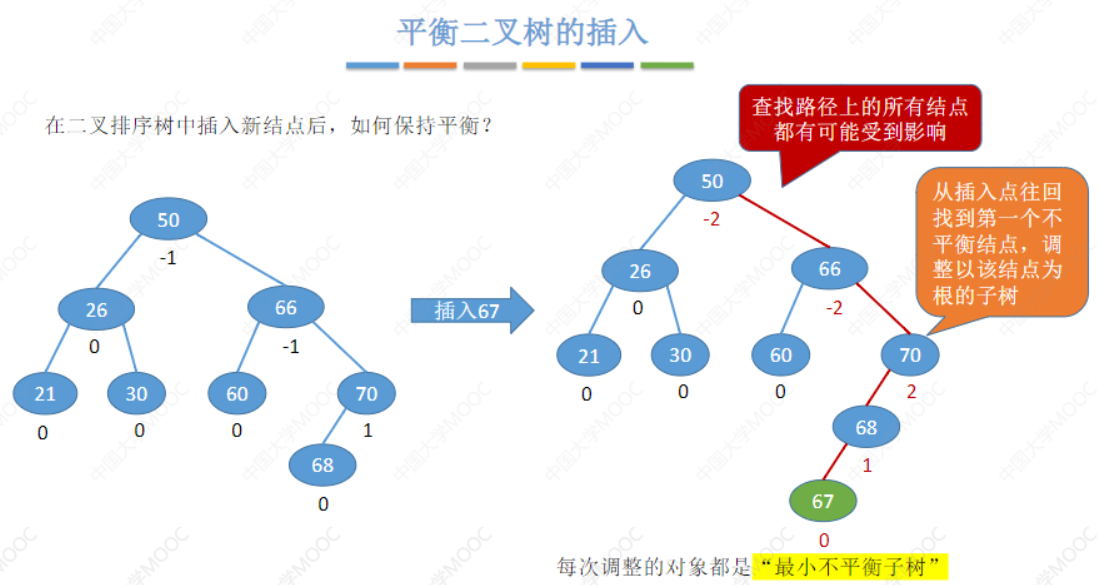 平衡二叉树的插入
在二叉排序树中插入新结点后，如何保持平衡？
查找路径上的所有结点
都有可能受到影响
从插入点往回
找到第一个不
平衡结点，调
整以该结点为
根的子树
50
-1
26
0
66
-1
21
0
30
0
60
0
70
1
68
0
插入67
50
-2
26
0
66
-2
21
0
30
0
60
0
70
2
68
1
67
0
每次调整的对象都是“最小不平衡子树”
中国大学MOOC